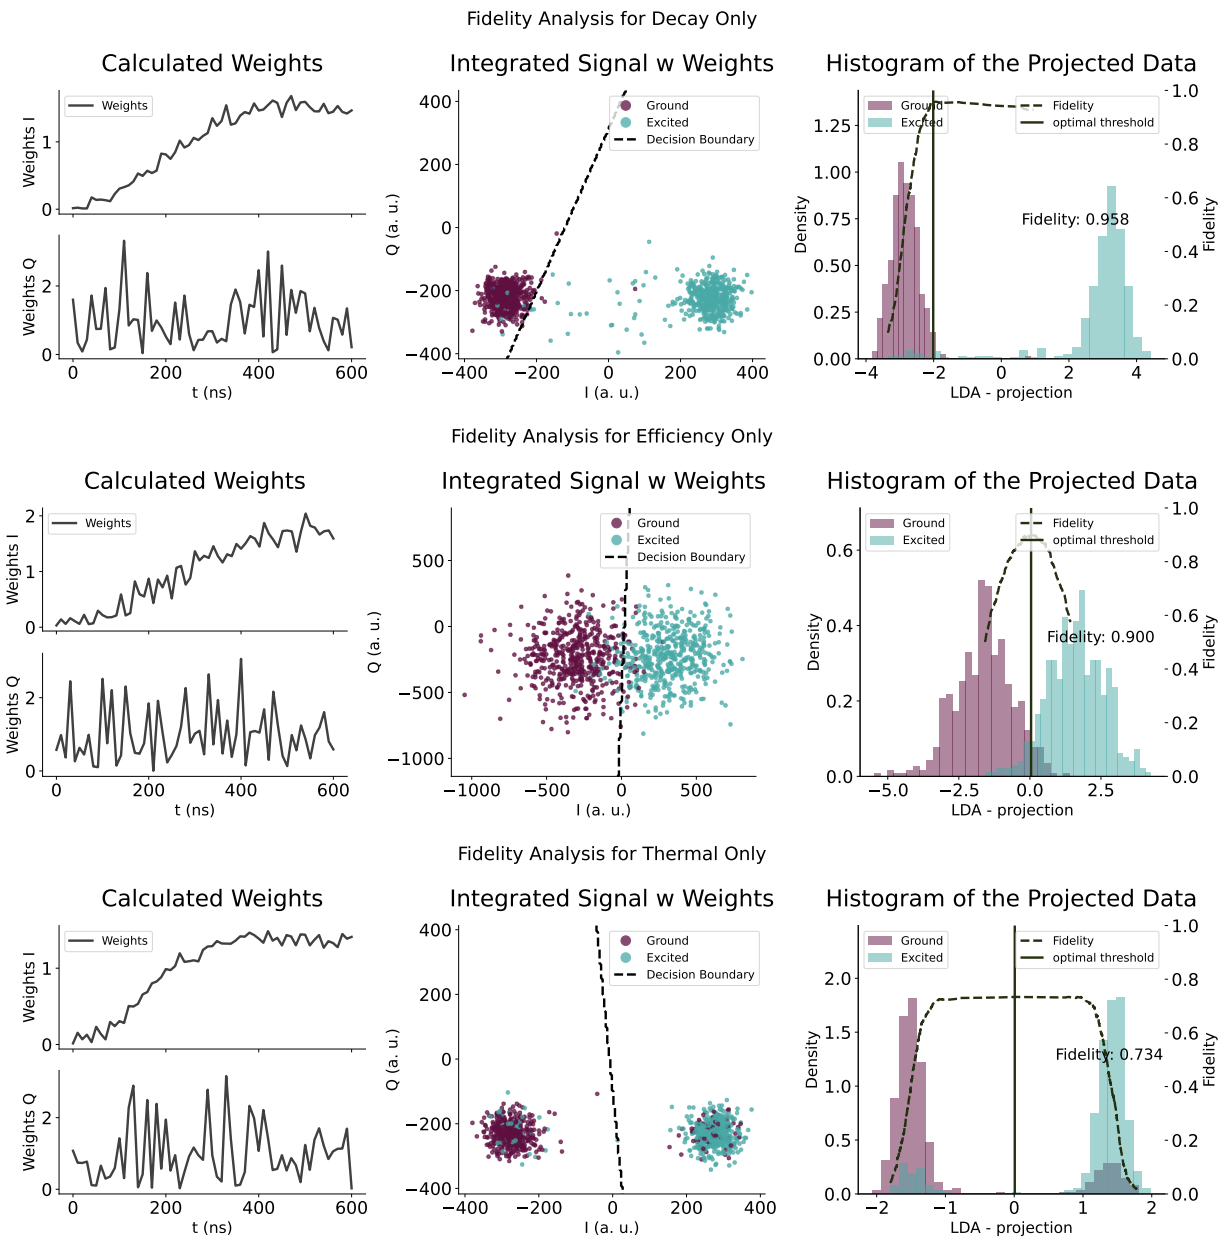 Fidelity Analysis for Decay Only
Calculated Weights
Weights
Weights I
1
0
Weights Q
2
0
0
200
400
600
t (ns)
Integrated Signal w Weights
Ground
Excited
Decision Boundary
Q (a. u.)
400
200
0
−200
−400
−400
−200
0
200
400
I (a. u.)
Histogram of the Projected Data
Ground
Excited
Fidelity
optimal threshold
Fidelity: 0.958
Density
1.25
1.00
0.75
0.50
0.25
0.00
−4
−2
0
2
4
LDA - projection
1.0
0.8
0.6
0.4
0.2
0.0
Fidelity
Fidelity Analysis for Efficiency Only
Calculated Weights
Weights
Weights I
2
1
0
Weights Q
2
0
0
200
400
600
t (ns)
Integrated Signal w Weights
Ground
Excited
Decision Boundary
Q (a. u.)
500
0
−500
−1000
−1000
−500
0
500
I (a. u.)
Histogram of the Projected Data
Ground
Excited
Fidelity
optimal threshold
Fidelity: 0.900
Density
0.6
0.4
0.2
0.0
−5.0
−2.5
0.0
2.5
LDA - projection
1.0
0.8
0.6
0.4
0.2
0.0
Fidelity
Fidelity Analysis for Thermal Only
Calculated Weights
Weights
Weights I
1
0
Weights Q
2
0
0
200
400
600
t (ns)
Integrated Signal w Weights
Ground
Excited
Decision Boundary
Q (a. u.)
400
200
0
−200
−400
−400
−200
0
200
400
I (a. u.)
Histogram of the Projected Data
Ground
Excited
Fidelity
optimal threshold
Fidelity: 0.734
Density
2.0
1.5
1.0
0.5
0.0
−2
−1
0
1
2
LDA - projection
1.0
0.8
0.6
0.4
0.2
0.0
Fidelity